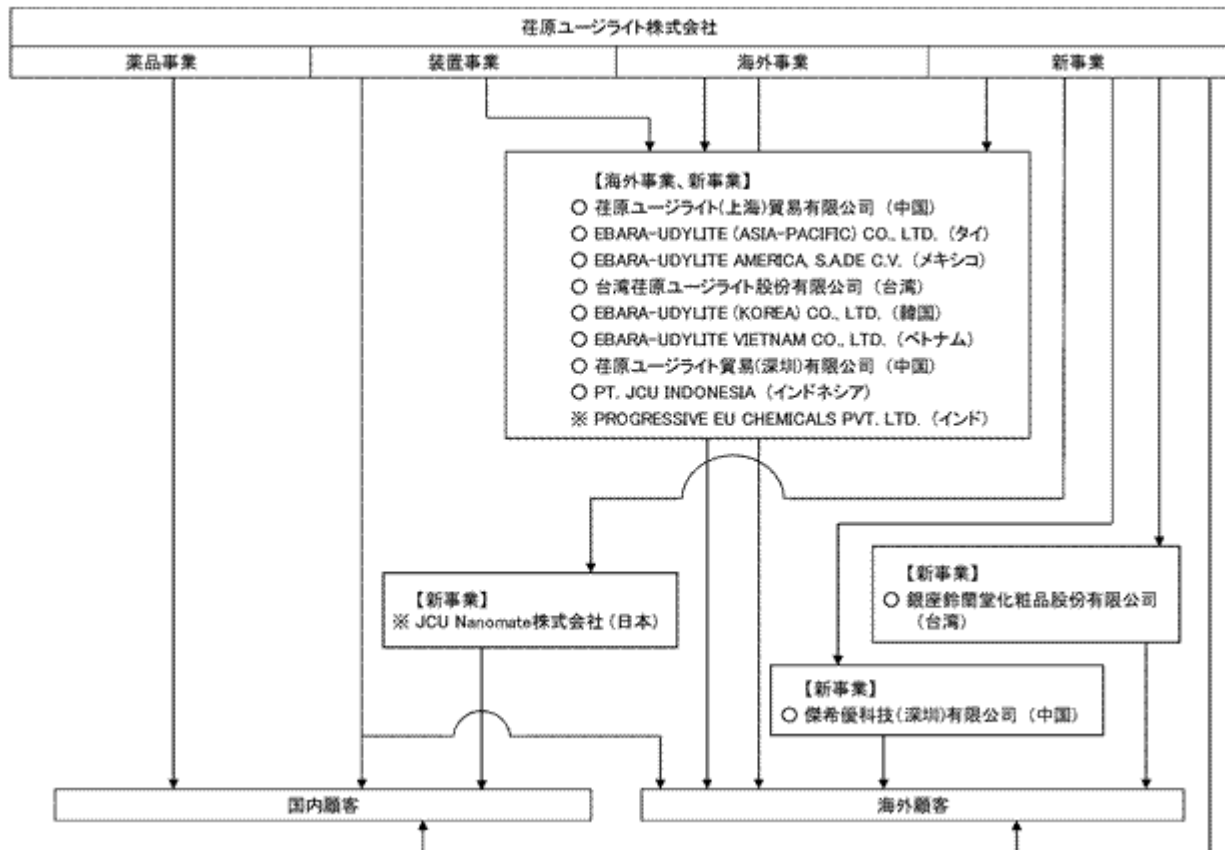 荏原ユージライト株式会社
薬品事業 装置事業 海外事業 新事業
【海外事業、新事業】
○ 荏原ユージライト(上海)貿易有限公司 (中国)
○ EBARA-UDYLITE (ASIA-PACIFIC) CO., LTD. (タイ)
○ EBARA-UDYLITE AMERICA, S.A.DE C.V. (メキシコ)
○ 台湾荏原ユージライト股份有限公司 (台湾)
○ EBARA-UDYLITE (KOREA) CO., LTD. (韓国)
○ EBARA-UDYLITE VIETNAM CO., LTD. (ベトナム)
○ 荏原ユージライト貿易(深圳)有限公司 (中国)
○ PT. JCU INDONESIA (インドネシア)
※ PROGRESSIVE EU CHEMICALS PVT. LTD. (インド)
【新事業】
※ JCU Nanomate株式会社 (日本)
【新事業】
○ 銀座鈴蘭堂化粧品股份有限公司
(台湾)
【新事業】
○ 傑希優科技(深圳)有限公司 (中国)
国内顧客
海外顧客